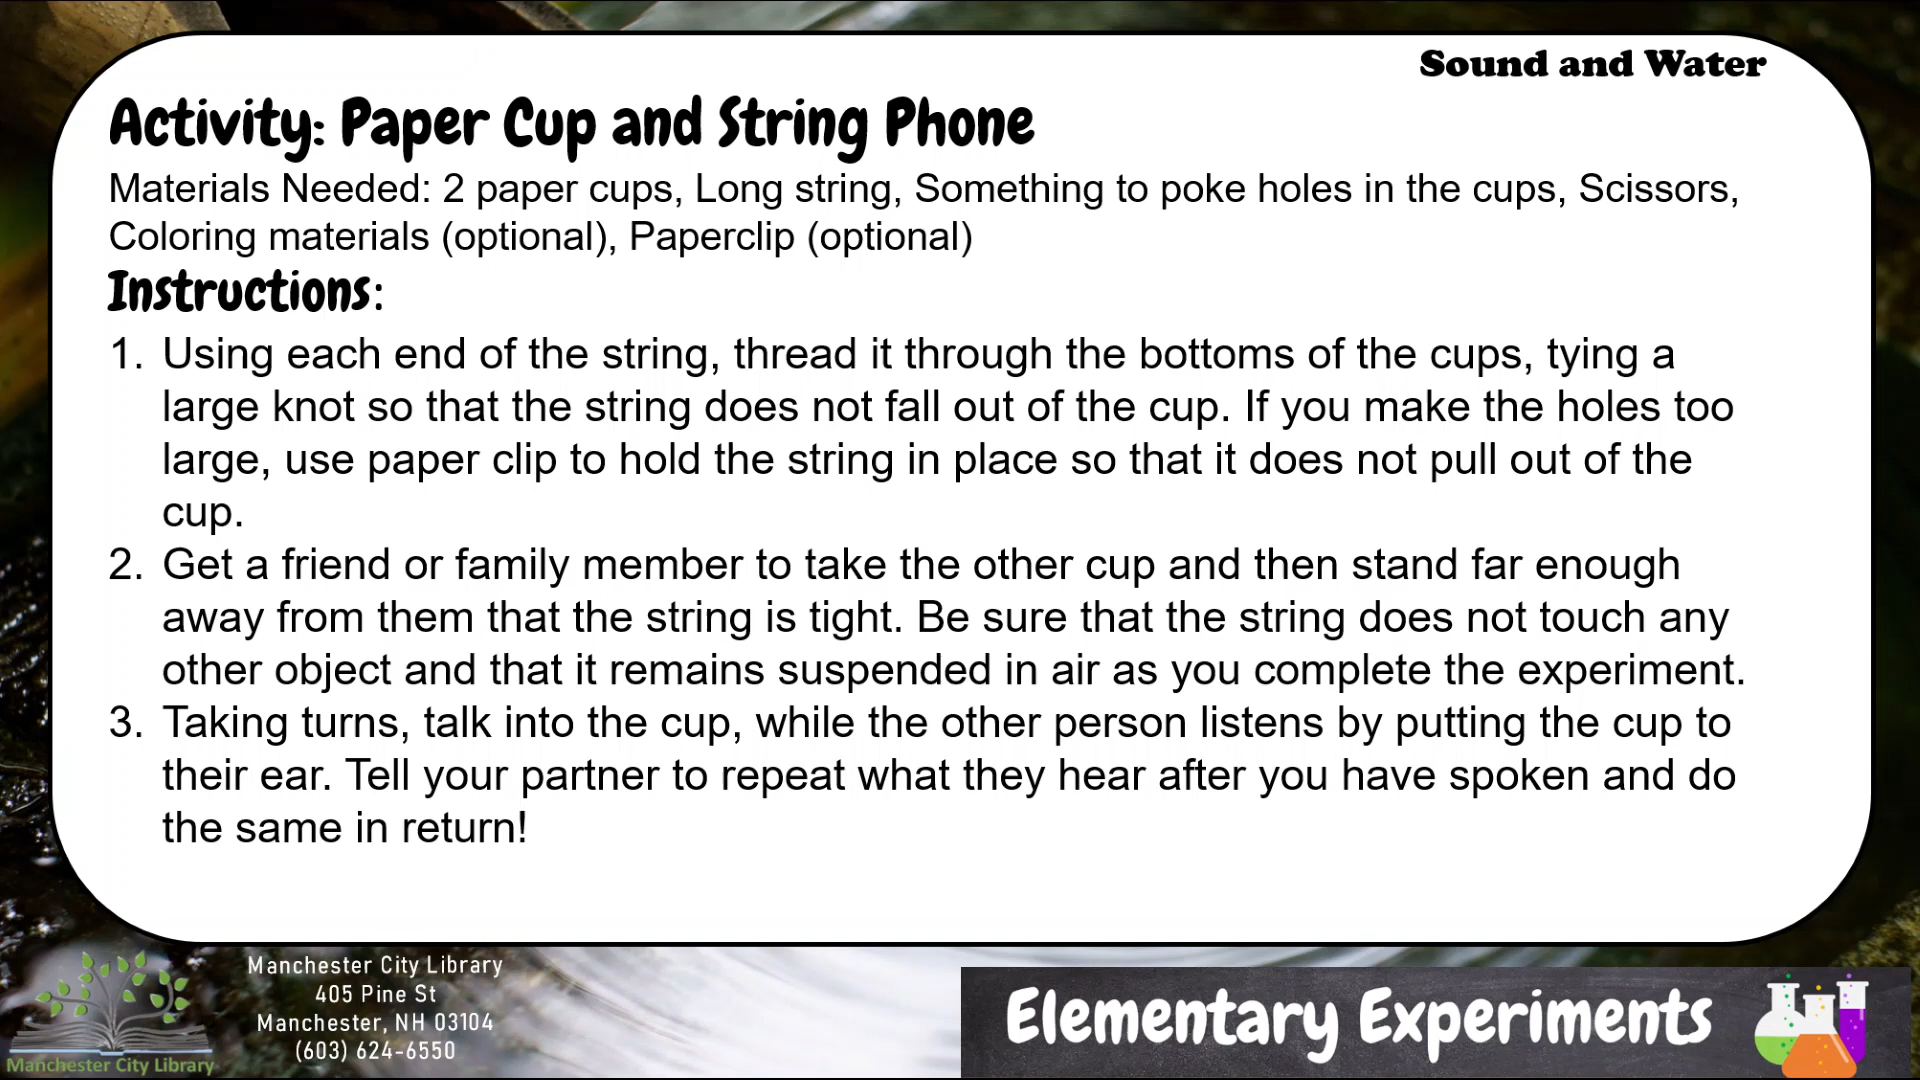 Sound and Water
Activity: Paper Cup and String Phone
Materials Needed: 2 paper cups, Long string, Something to poke holes in the cups, Scissors,
Coloring materials (optional), Paperclip (optional)
Instructions:
1. Using each end of the string, thread it through the bottoms of the cups, tying a
large knot so that the string does not fall out of the cup. If you make the holes too
large, use paper clip to hold the string in place so that it does not pull out of the
cup.
2. Get a friend or family member to take the other cup and then stand far enough
away from them that the string is tight. Be sure that the string does not touch any
other object and that it remains suspended in air as you complete the experiment.
3. Taking turns, talk into the cup, while the other person listens by putting the cup to
their ear. Tell your partner to repeat what they hear after you have spoken and do
the same in return!
Manchester City Library
Manchester City Library
405 Pine St
Manchester, NH 03104
(603) 624-6550
Elementary Experiments